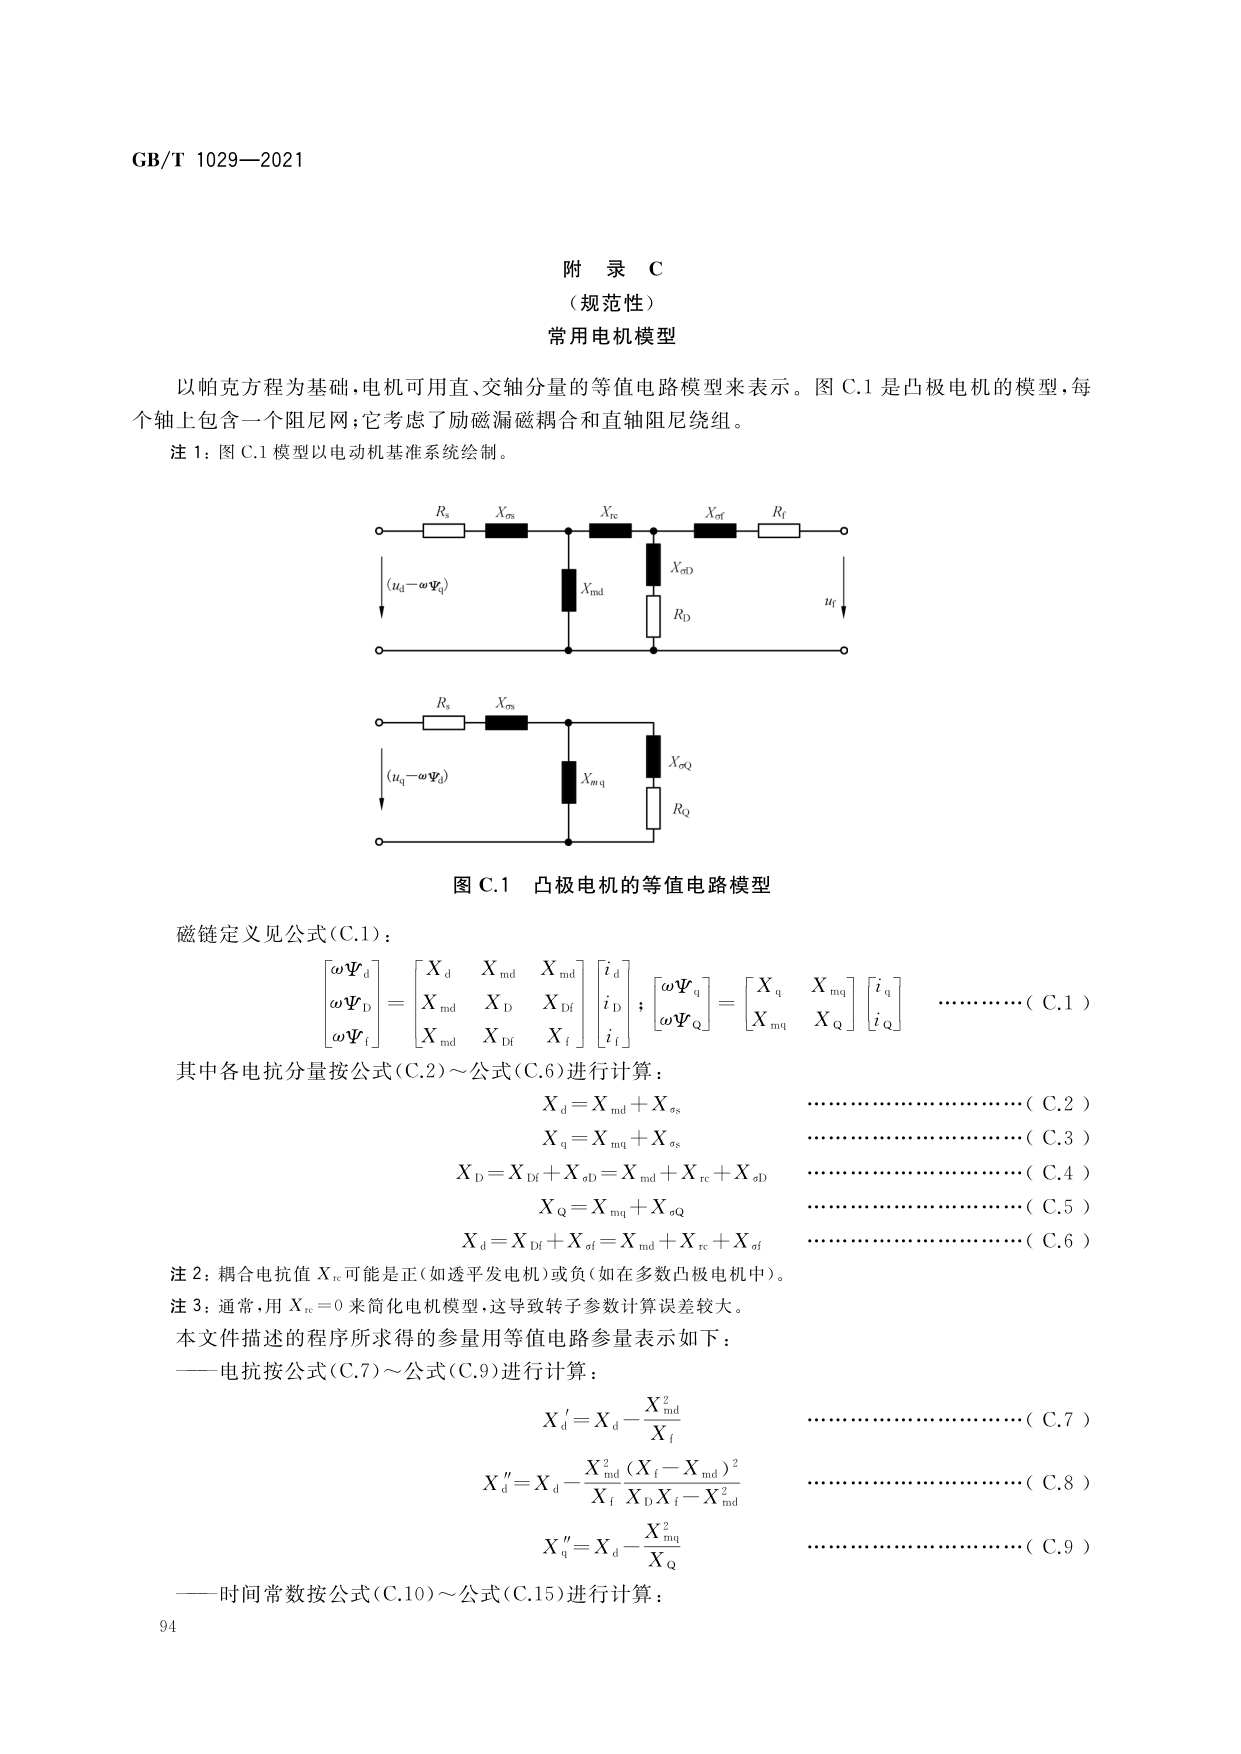 GB/T 1029—2021
附 录 C
（规范性）
常用电机模型
以帕克方程为基础,电机可用直、交轴分量的等值电路模型来表示。图 C.1 是凸极电机的模型,每
个轴上包含一个阻尼网;它考虑了励磁漏磁耦合和直轴阻尼绕组。
注 1: 图 C.1 模型以电动机基准系统绘制。
Rs Xσs Xrc Xσf Rf
(ud−ωΨq) Xmd XσD RD uf
Rs Xσs
(uq−ωΨd) Xmq XσQ RQ
图 C.1 凸极电机的等值电路模型
磁链定义见公式(C.1):
[ωΨd ωΨD ωΨf] = [Xd Xmd Xmd; Xmd XD XDf; Xmd XDf Xf] [id iD if] ; [ωΨq ωΨQ] = [Xq Xmq; Xmq XQ] [iq iQ] …………( C.1 )
其中各电抗分量按公式(C.2)～公式(C.6)进行计算:
Xd=Xmd+Xσs …………………………( C.2 )
Xq=Xmq+Xσs …………………………( C.3 )
XD=XDf+XσD=Xmd+Xrc+XσD …………………………( C.4 )
XQ=Xmq+XσQ …………………………( C.5 )
Xd=XDf+Xσf=Xmd+Xrc+Xσf …………………………( C.6 )
注 2: 耦合电抗值 Xrc可能是正(如透平发电机)或负(如在多数凸极电机中)。
注 3: 通常,用 Xrc=0 来简化电机模型,这导致转子参数计算误差较大。
本文件描述的程序所求得的参量用等值电路参量表示如下:
——电抗按公式(C.7)～公式(C.9)进行计算:
Xd′=Xd−X²md/Xf …………………………( C.7 )
Xd″=Xd−X²md/Xf (Xf−Xmd)²/(XDXf−X²md) …………………………( C.8 )
Xq″=Xd−X²mq/XQ …………………………( C.9 )
——时间常数按公式(C.10)～公式(C.15)进行计算:
94